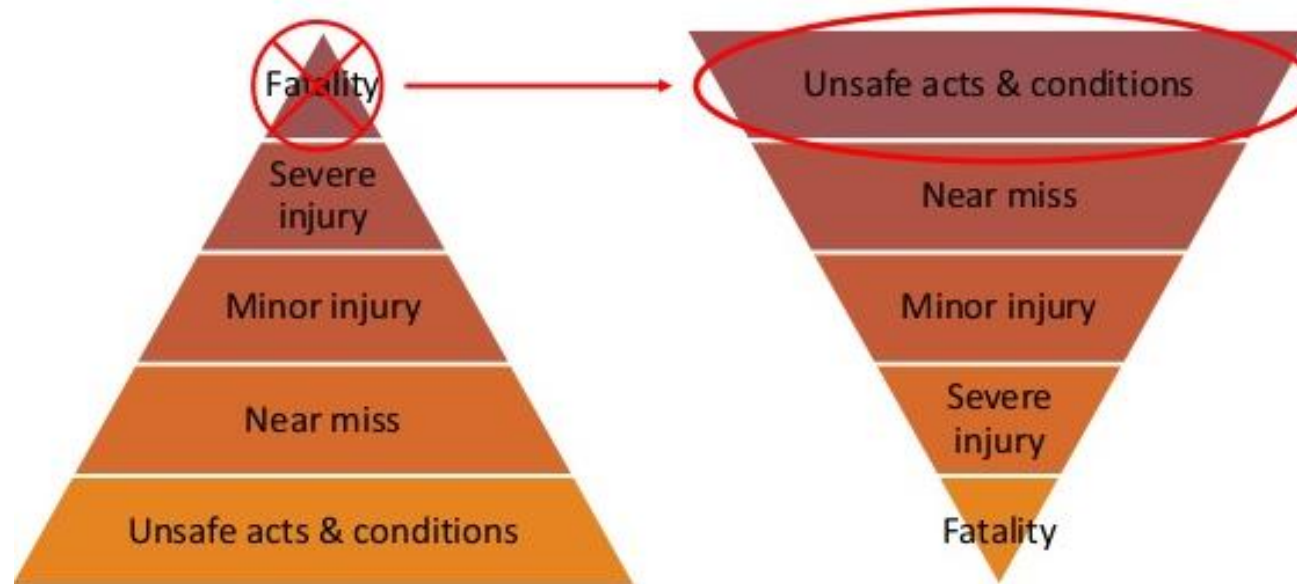 Fatality
Severe
injury
Minor injury
Near miss
Unsafe acts & conditions
Unsafe acts & conditions
Near miss
Minor injury
Severe
injury
Fatality